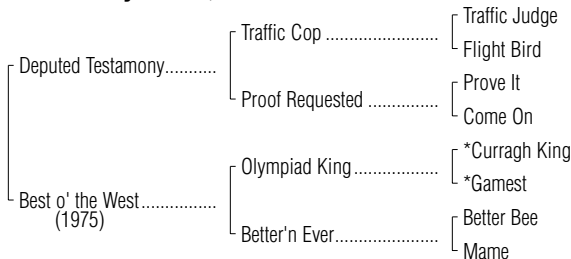 Traffic Judge
Traffic Cop ....................
Flight Bird
Deputed Testamony...........
Prove It
Proof Requested ..............
Come On
*Curragh King
Olympiad King.................
*Gamest
Best o' the West................
(1975)
Better Bee
Better'n Ever.....................
Mame